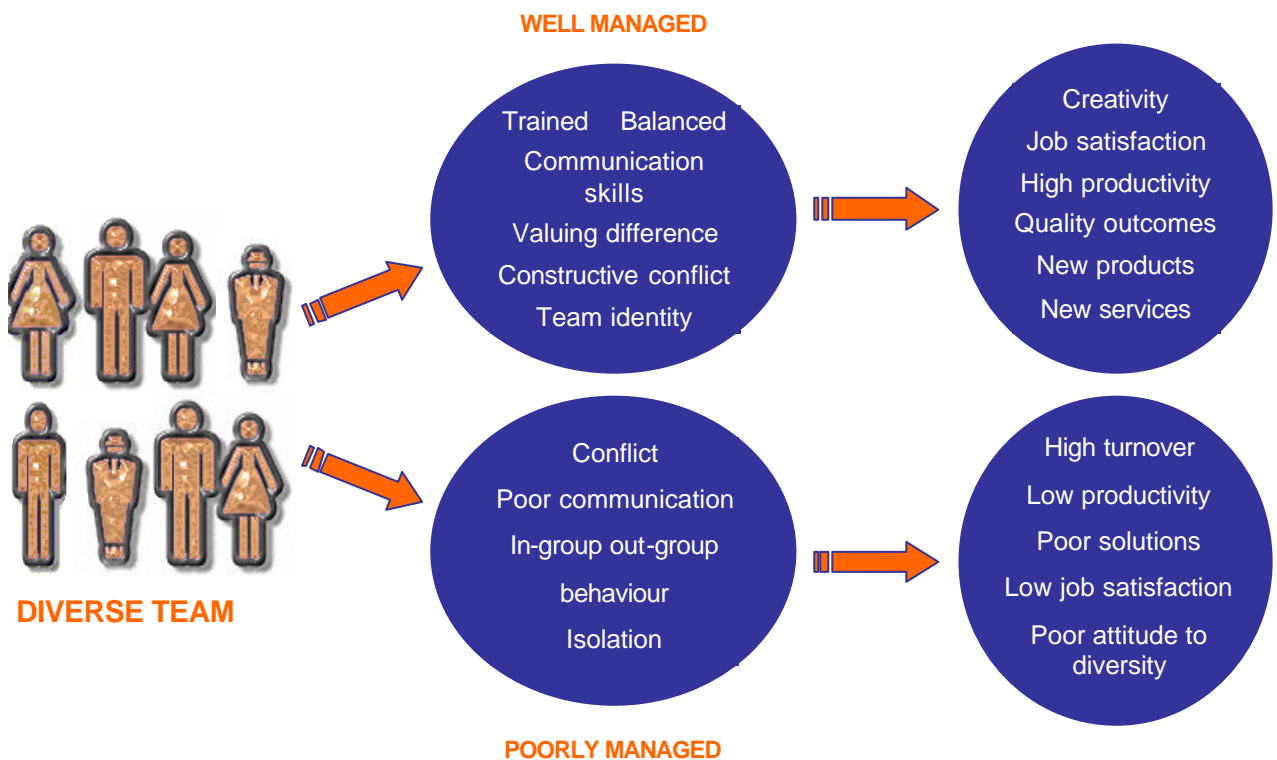 WELL MANAGED
Trained Balanced
Communication
skills
Valuing difference
Constructive conflict
Team identity
Creativity
Job satisfaction
High productivity
Quality outcomes
New products
New services
DIVERSE TEAM
Conflict
Poor communication
In-group out-group
behaviour
Isolation
High turnover
Low productivity
Poor solutions
Low job satisfaction
Poor attitude to
diversity
POORLY MANAGED